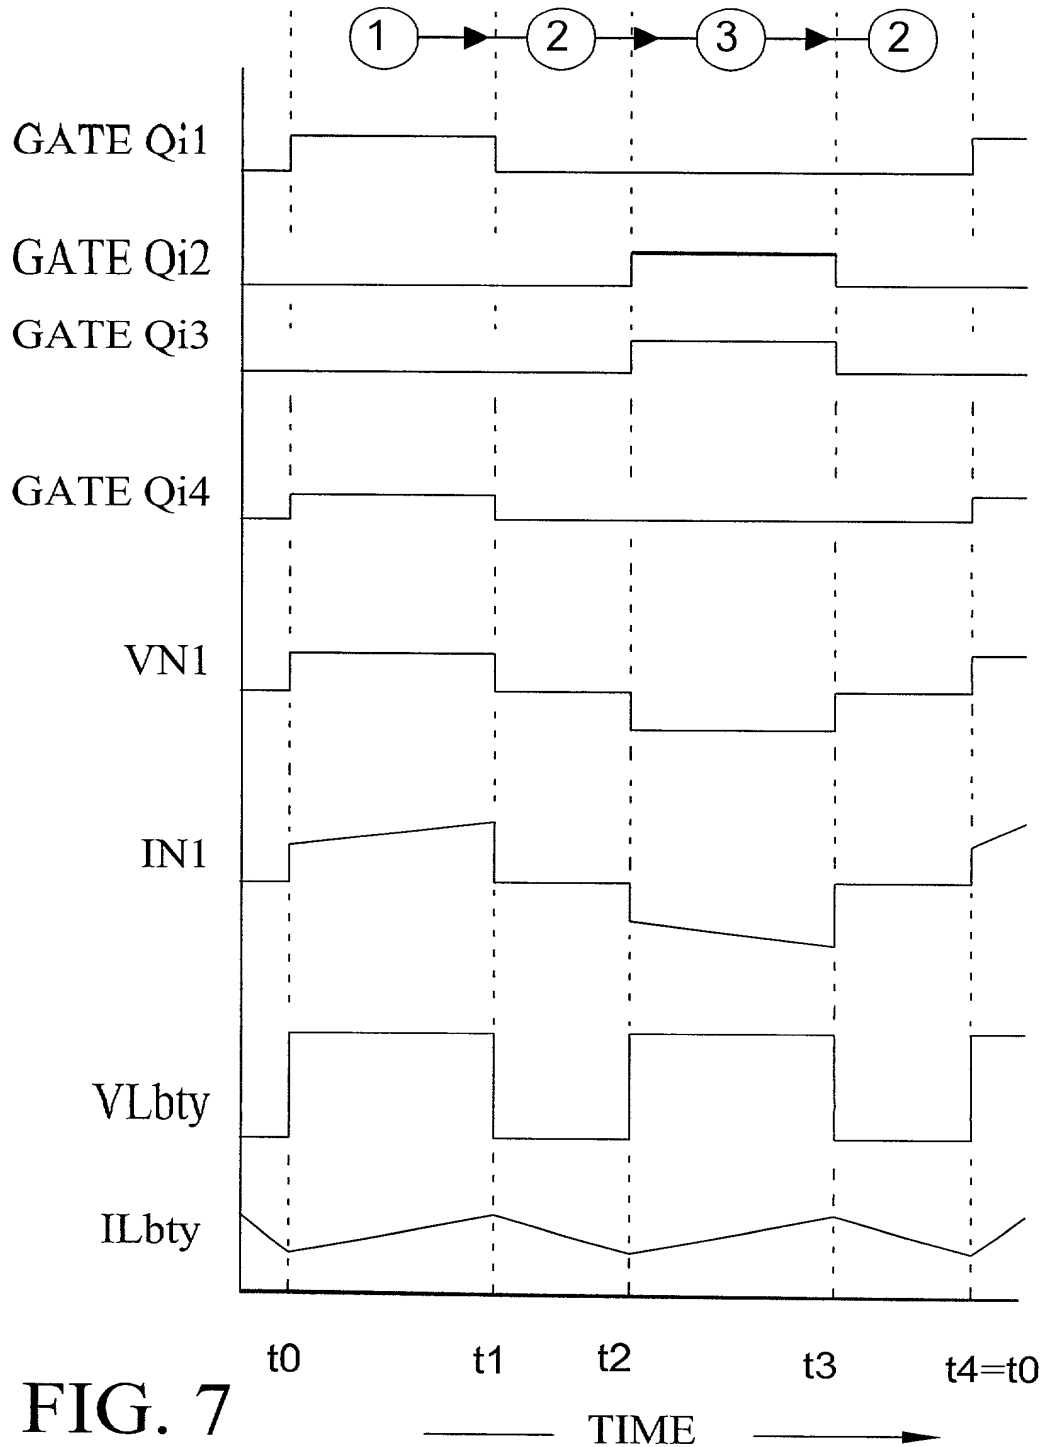 1 2 3 2
GATE Qi1
GATE Qi2
GATE Qi3
GATE Qi4
VN1
IN1
VLbty
ILbty
t0 t1 t2 t3 t4=t0
FIG. 7
TIME